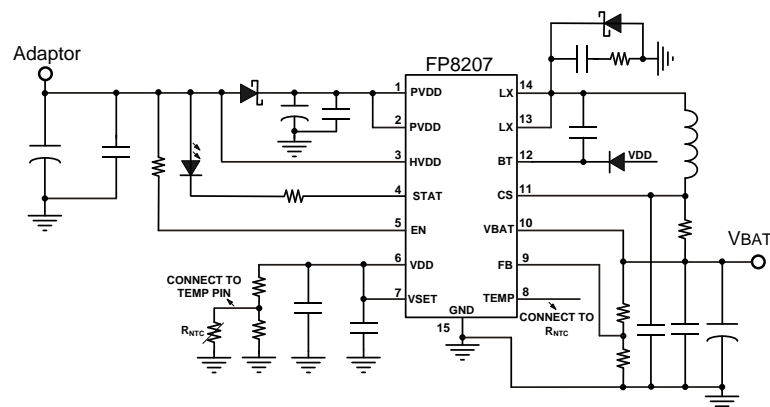 Adaptor
FP8207
1 PVDD
2 PVDD
3 HVDD
4 STAT
5 EN
6 VDD
7 VSET
14 LX
13 LX
12 BT
11 CS
10 VBAT
9 FB
8 TEMP
GND
15
VDD
VBAT
CONNECT TO
TEMP PIN
RNTC
CONNECT TO
RNTC